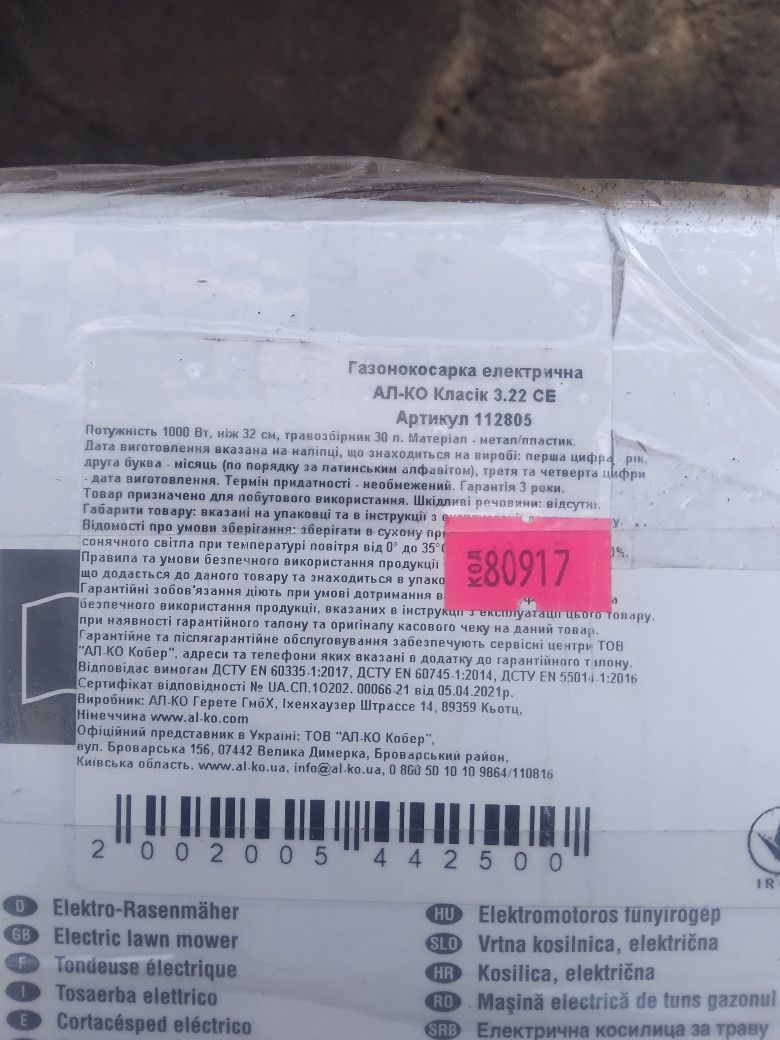 Газонокосарка електрична
АЛ-КО Класік 3.22 СЕ
Артикул 112805
Потужність 1000 Вт, ніж 32 см, травозбірник 30 л. Матеріал - метал/пластик.
Дата виготовлення вказана на наліпці, що знаходиться на виробі: перша цифра - рік,
друга буква - місяць (по порядку за латинським алфавітом), третя та четверта цифри
- дата виготовлення. Термін придатності - необмежений. Гарантія 3 роки.
Товар призначено для побутового використання. Шкідливі речовини: відсутні.
Габарити товару: вказані на упаковці та в інструкції з
Відомості про умови зберігання: зберігати в сухому
сонячного світла при температурі повітря від 0° до 35°
Правила та умови безпечного використання продукції
що додається до даного товару та знаходиться в
Гарантійні зобов'язання діють при умові дотримання
безпечного використання продукції, вказаних в інструкції з експлуатації цього товару.
при наявності гарантійного талону та оригіналу касового чеку на даний товар.
Гарантійне та післягарантійне обслуговування забезпечують сервісні центри ТОВ
"АЛ-КО Кобер", адреси та телефони яких вказані в додатку до гарантійного талону.
Відповідає вимогам ДСТУ EN 60335-1:2017, ДСТУ EN 60745-1:2014, ДСТУ EN 55014-1:2016
Сертифікат відповідності № UA.СП.1О202. 00066-21 від 05.04.2021р.
Виробник: АЛ-КО Герете ГмбХ, Іхенхаузер Штрассе 14, 89359 Кьотц,
Німеччина www.al-ko.com
Офіційний представник в Україні: ТОВ "АЛ-КО Кобер",
вул. Броварська 156, 07442 Велика Димерка, Броварський район,
Київська область. www.al-ko.ua, info@al-ko.ua, 0 800 50 10 10 9864/110816
код 80917
2 002005 442500
D Elektro-Rasenmäher
GB Electric lawn mower
F Tondeuse électrique
I Tosaerba elettrico
E Cortacésped eléctrico
HU Elektromotoros fűnyírogép
SLO Vrtna kosilnica, električna
HR Kosilica, električna
RO Maşină electrică de tuns gazonul
SRB Електрична косилица за траву